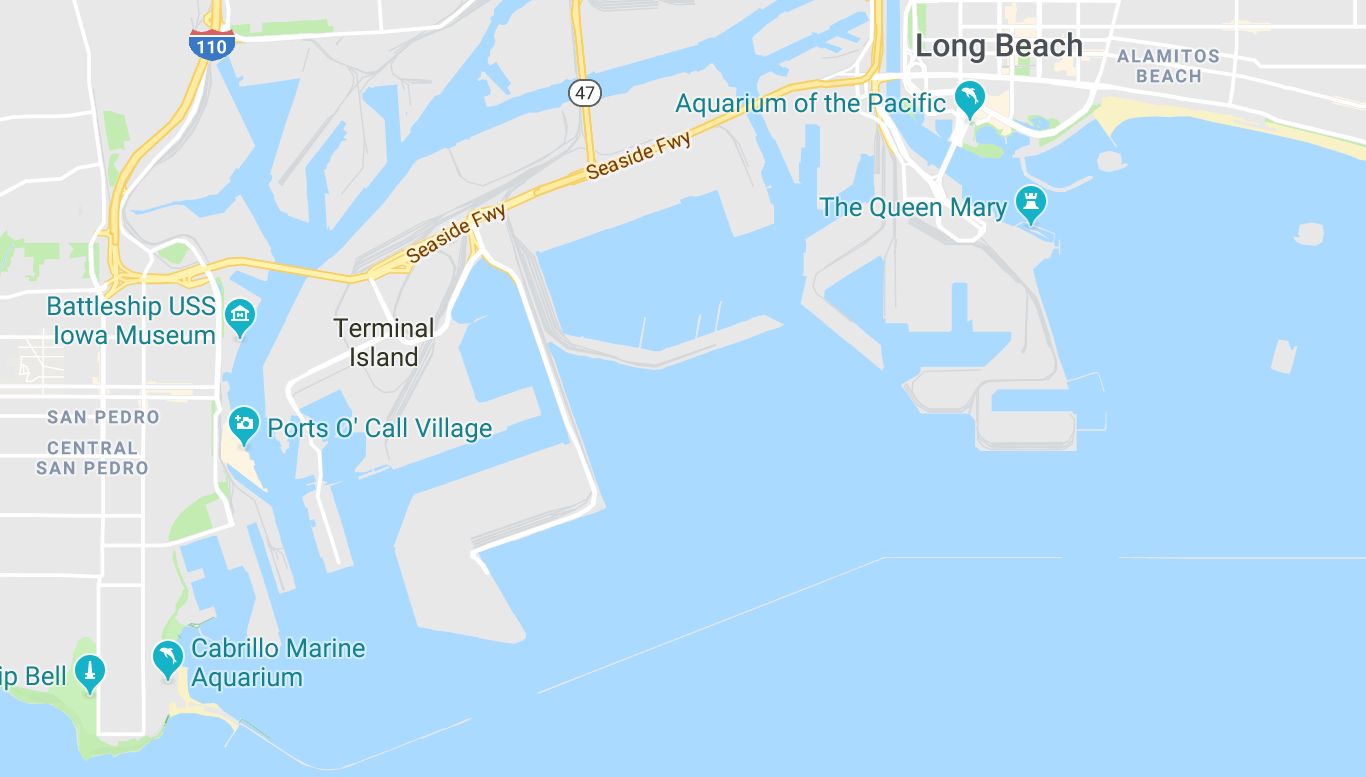 110
47
Long Beach
ALAMITOS
BEACH
Aquarium of the Pacific
Seaside Fwy
Seaside Fwy
The Queen Mary
Battleship USS
Iowa Museum
Terminal
Island
SAN PEDRO
Ports O' Call Village
CENTRAL
SAN PEDRO
Cabrillo Marine
Aquarium
ip Bell